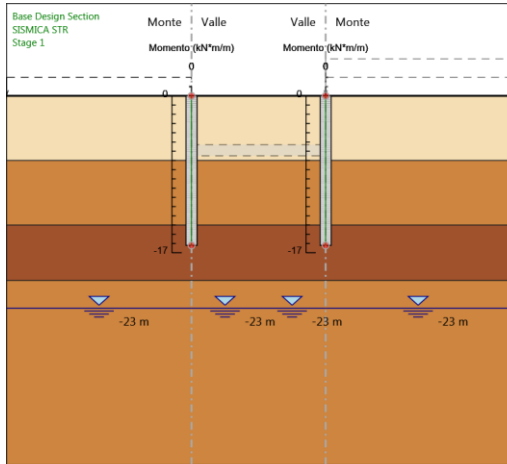 Base Design Section
SISMICA STR
Stage 1
Monte Valle Valle Monte
Momento (kN*m/m) Momento (kN*m/m)
0 0
0 0
-17 -17
-23 m -23 m -23 m -23 m